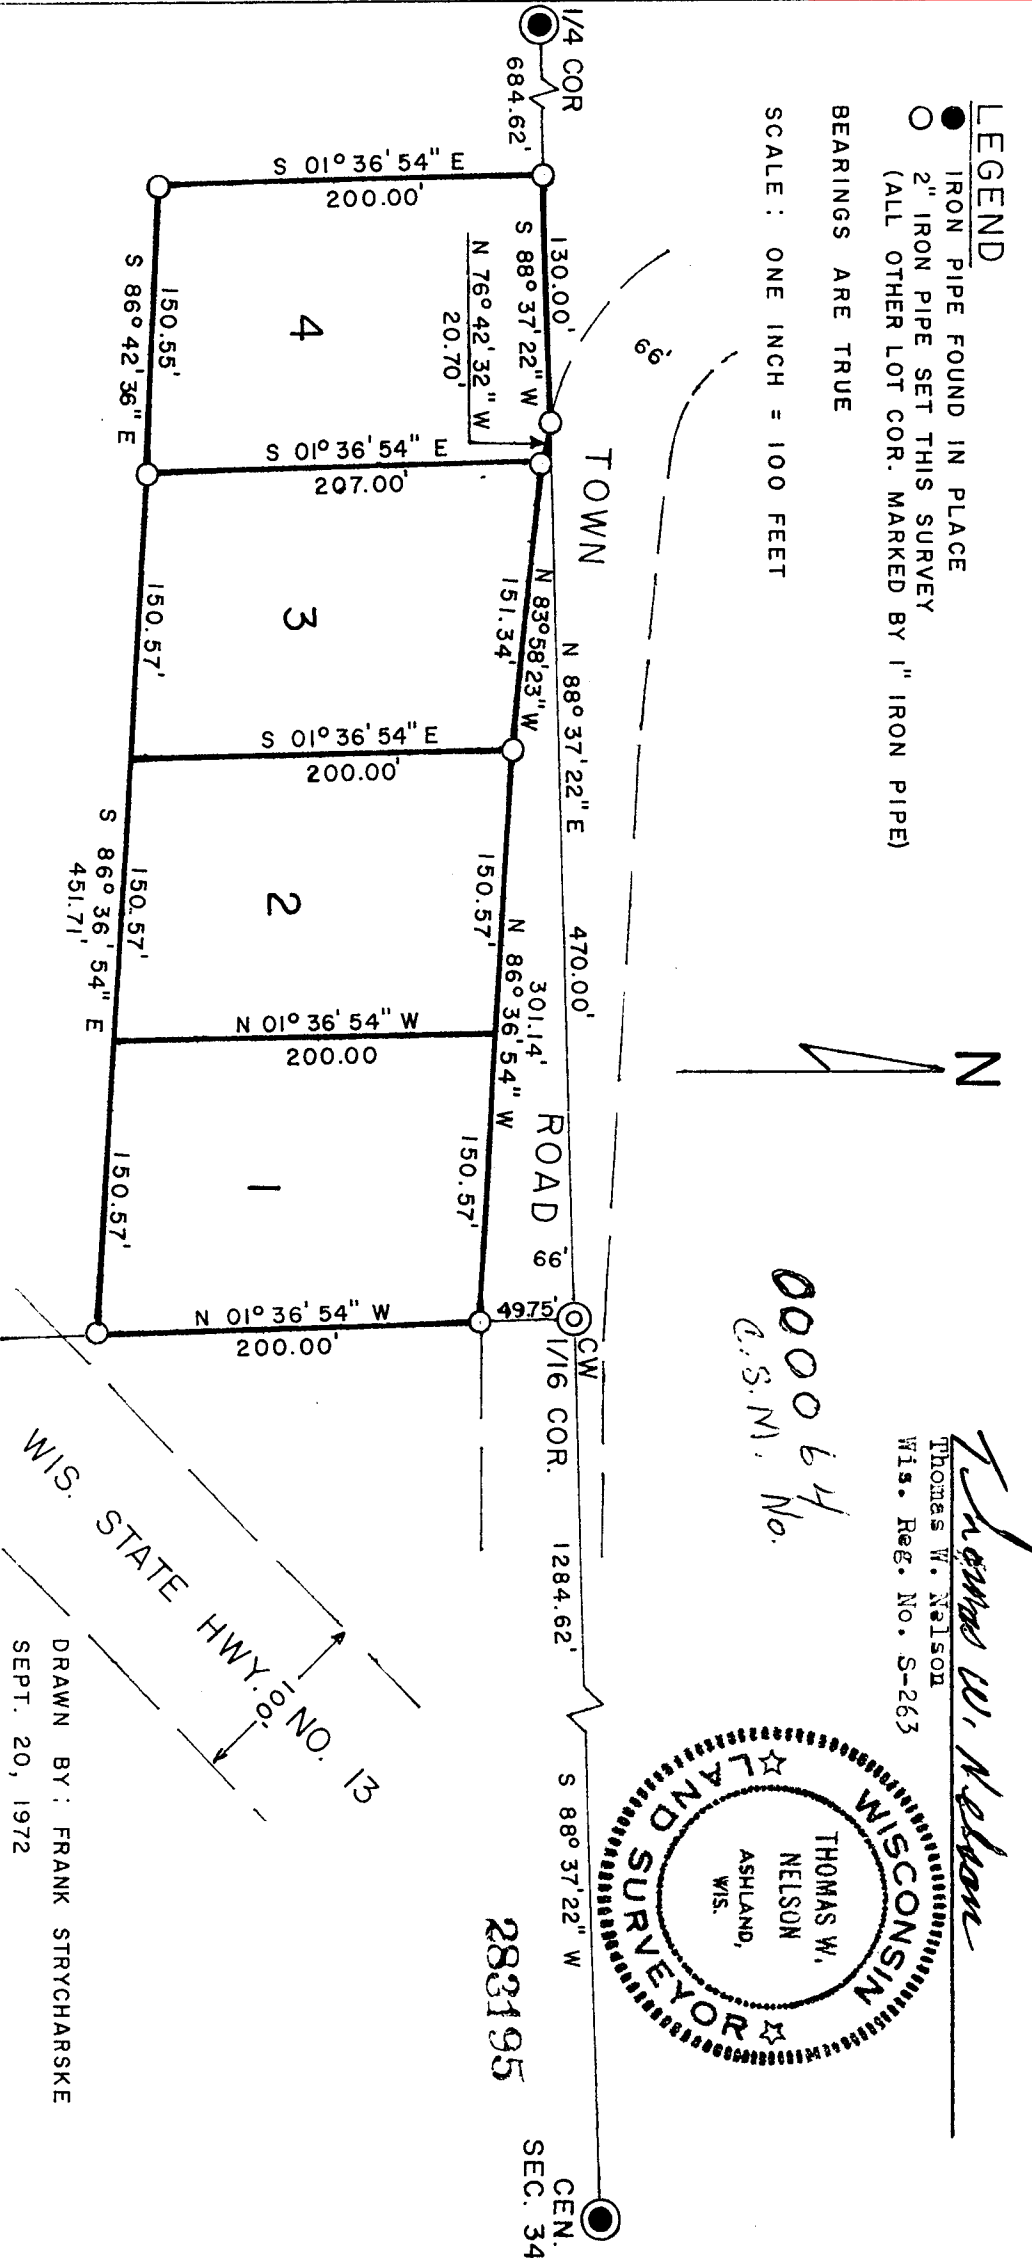 LEGEND
IRON PIPE FOUND IN PLACE
2" IRON PIPE SET THIS SURVEY
(ALL OTHER LOT COR. MARKED BY 1" IRON PIPE)
BEARINGS ARE TRUE
SCALE: ONE INCH = 100 FEET
N
Thomas W. Nelson
Thomas W. Nelson
Wis. Reg. No. S-263
WISCONSIN
LAND SURVEYOR
THOMAS W.
NELSON
ASHLAND,
WIS.
000064
C.S.M. No.
1/4 COR
684.62'
130.00'
S 88° 37' 22" W
N 76° 42' 32" W
20.70'
66'
TOWN
N 88° 37' 22" E
470.00'
ROAD
66'
N 83° 58' 23" W
151.34'
301.14'
N 86° 36' 54" W
150.57'
150.57'
49.75'
CW
1/16 COR.
1284.62'
S 88° 37' 22" W
CEN.
SEC. 34
283195
S 01° 36' 54" E
200.00'
4
S 01° 36' 54" E
207.00'
3
S 01° 36' 54" E
200.00'
2
N 01° 36' 54" W
200.00
1
N 01° 36' 54" W
200.00'
150.55'
S 86° 42' 36" E
150.57'
150.57'
S 86° 36' 54" E
451.71'
150.57'
WIS. STATE HWY. NO. 13
100'
DRAWN BY: FRANK STRYCHARSKE
SEPT. 20, 1972